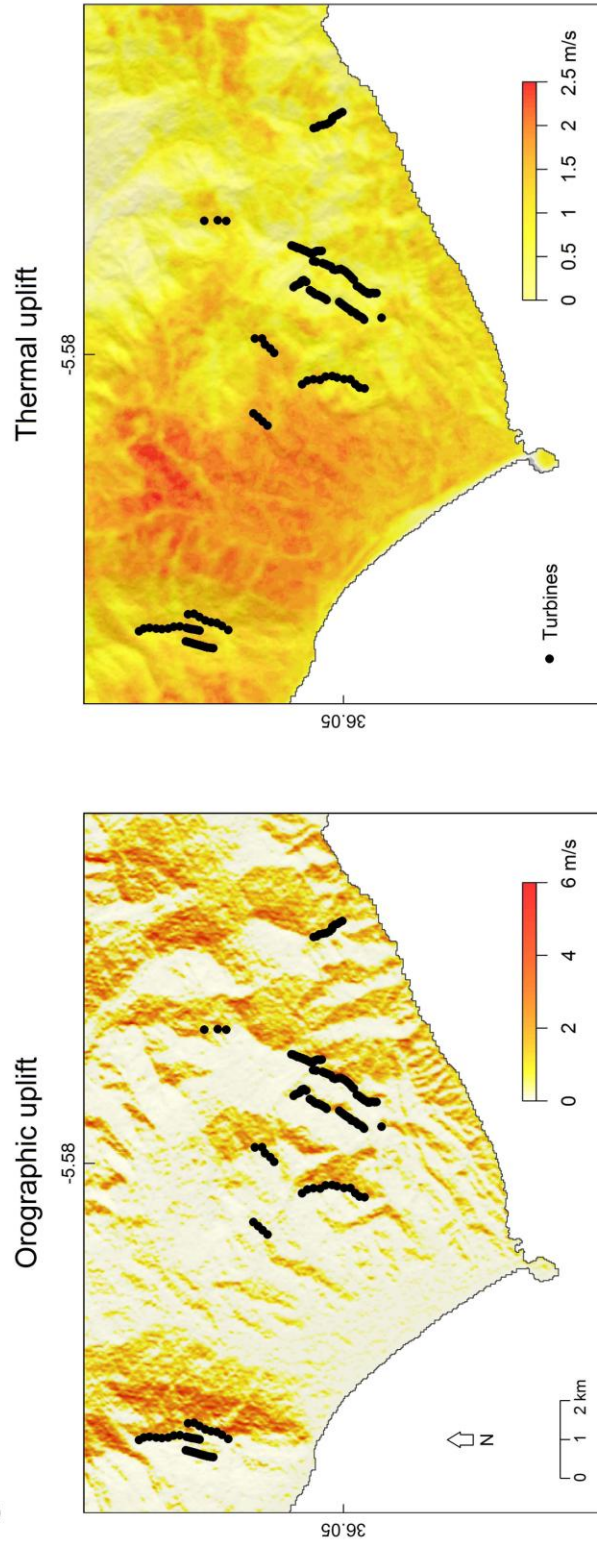 Orographic uplift
-5.58
36.05
N
0 1 2 km
0 2 4 6 m/s
Thermal uplift
-5.58
36.05
Turbines
0 0.5 1 1.5 2 2.5 m/s